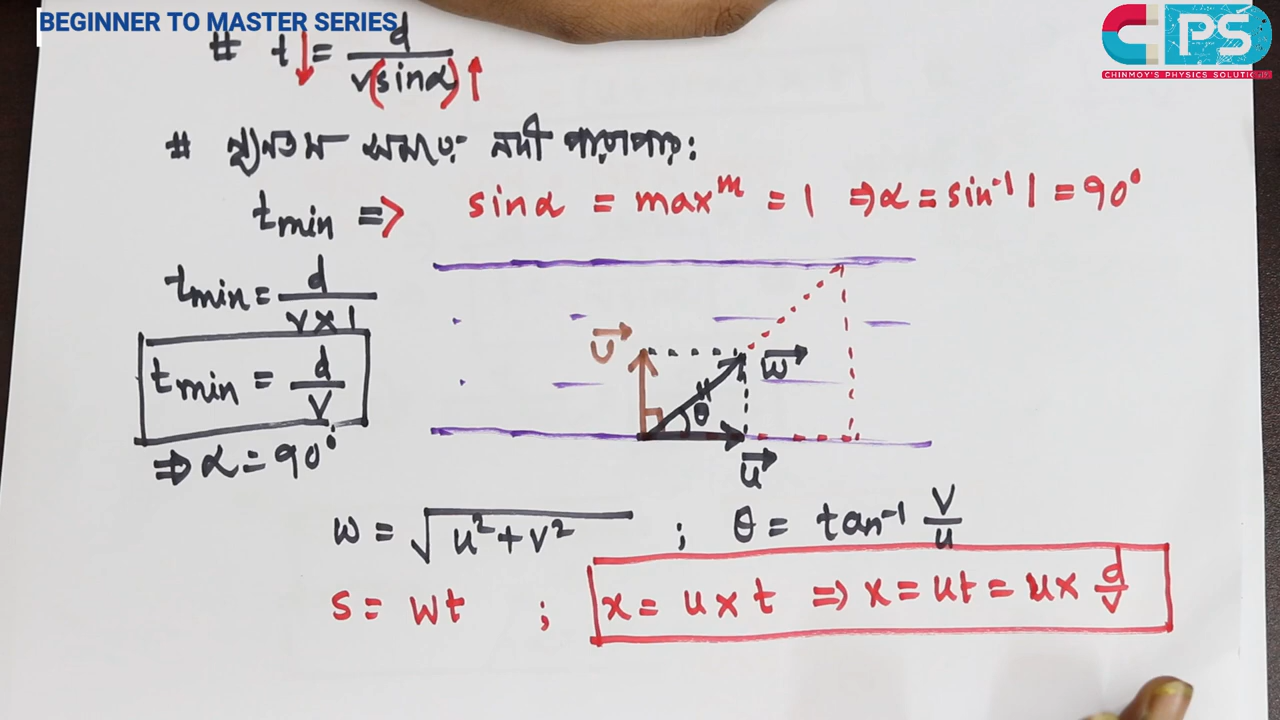 BEGINNER TO MASTER SERIES
CPS
CHINMOY'S PHYSICS SOLUTION
# t↓ = d / v(sinα)↑
# ন্যূনতম সময়ে নদী পারাপার:
tmin => sinα = maxᵐ = 1 ⇒ α = sin⁻¹ 1 = 90°
tmin = d / v×1
tmin = d / v
⇒ α = 90°
v⃗
w⃗
θ
u⃗
w = √(u² + v²) ; θ = tan⁻¹ v/u
s = wt ; x = u × t ⇒ x = ut = u × d/v